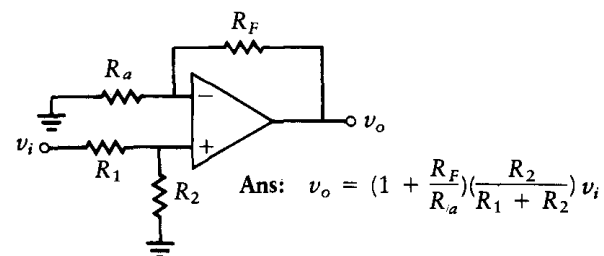 R_F
R_a
−
v_i
+
v_o
R_1
R_2
Ans: v_o = (1 + R_F/R_a)(R_2/(R_1 + R_2)) v_i